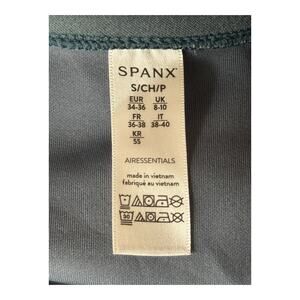 SPANX
S/CH/P
EUR UK
34-36 8-10
FR IT
36-38 38-40
KR
55
AIRESSENTIALS
made in vietnam
fabriqué au vietnam